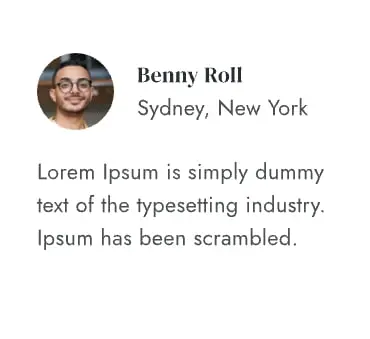 Benny Roll
Sydney, New York
Lorem Ipsum is simply dummy
text of the typesetting industry.
Ipsum has been scrambled.